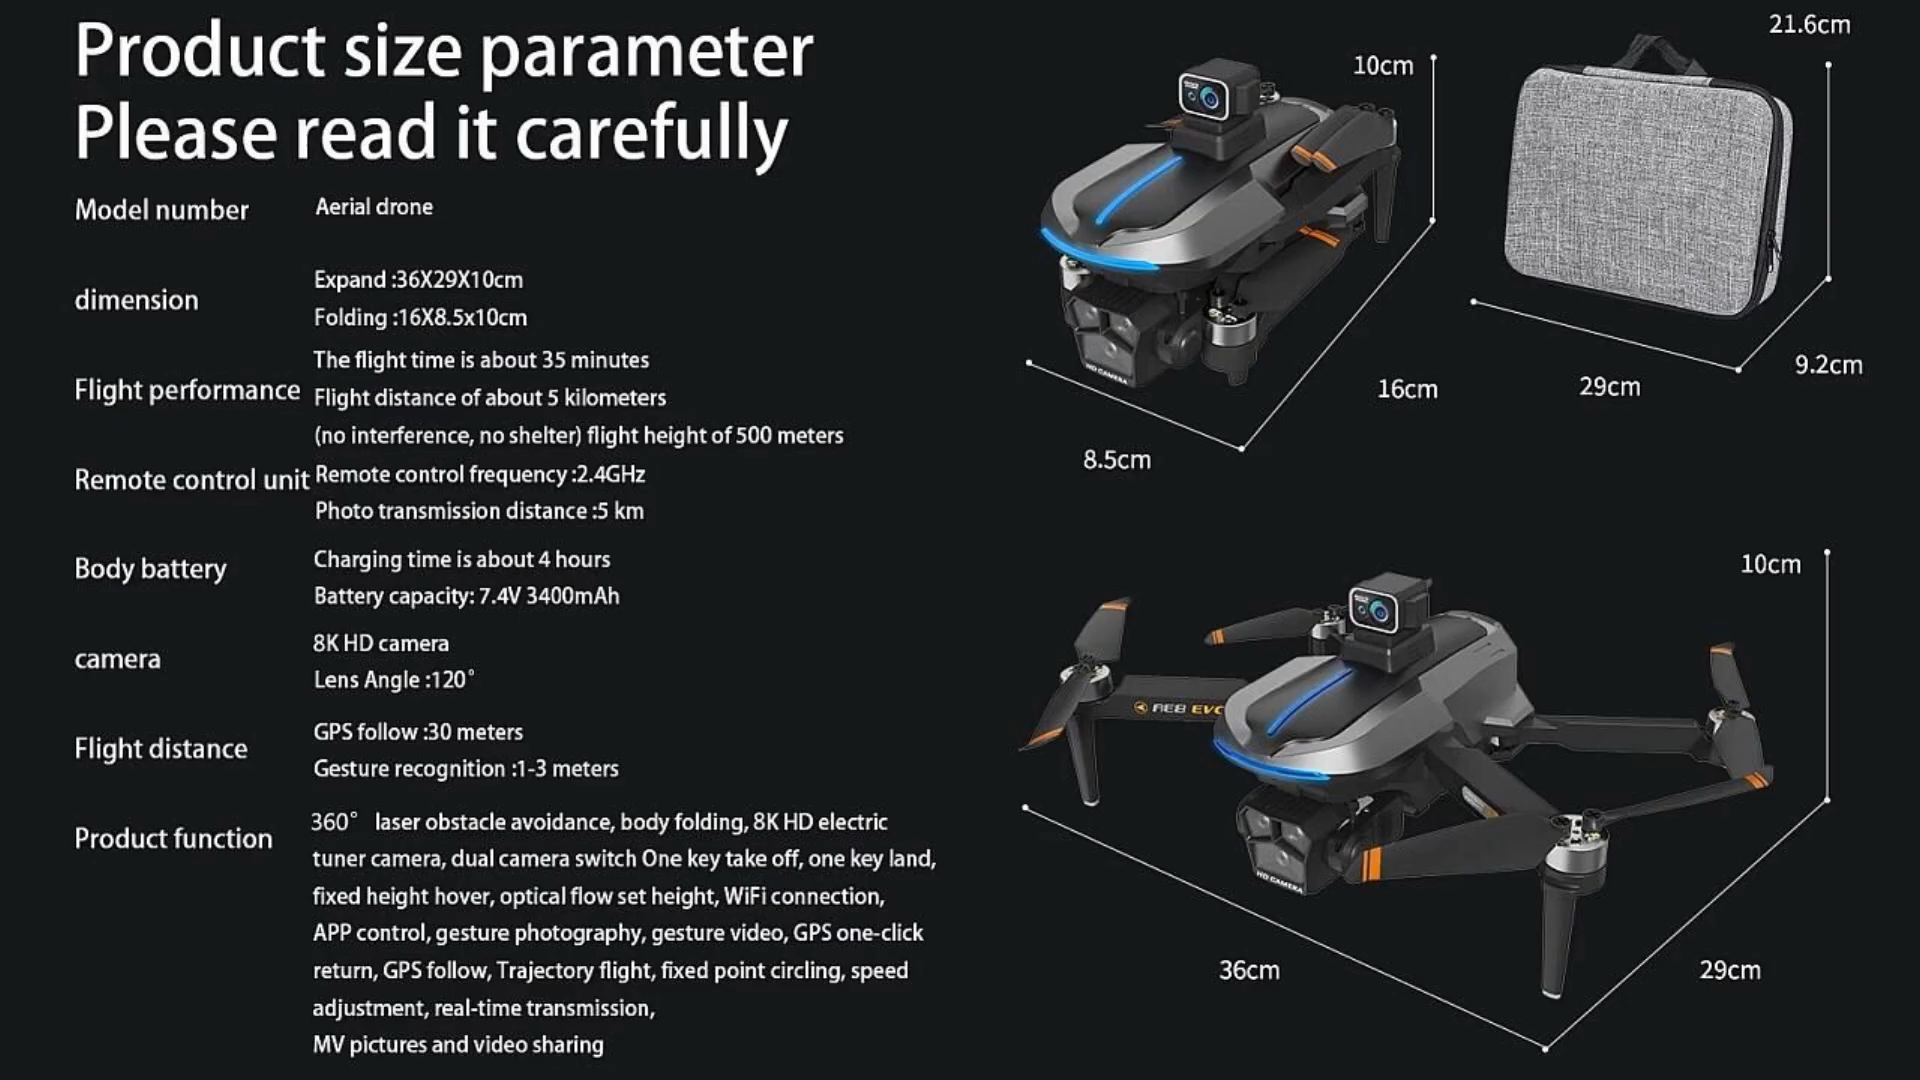 Product size parameter
Please read it carefully
Model number
Aerial drone
dimension
Expand :36X29X10cm
Folding :16X8.5x10cm
Flight performance
The flight time is about 35 minutes
Flight distance of about 5 kilometers
(no interference, no shelter) flight height of 500 meters
Remote control unit
Remote control frequency :2.4GHz
Photo transmission distance :5 km
Body battery
Charging time is about 4 hours
Battery capacity: 7.4V 3400mAh
camera
8K HD camera
Lens Angle :120°
Flight distance
GPS follow :30 meters
Gesture recognition :1-3 meters
Product function
360° laser obstacle avoidance, body folding, 8K HD electric
tuner camera, dual camera switch One key take off, one key land,
fixed height hover, optical flow set height, WiFi connection,
APP control, gesture photography, gesture video, GPS one-click
return, GPS follow, Trajectory flight, fixed point circling, speed
adjustment, real-time transmission,
MV pictures and video sharing
10cm
16cm
8.5cm
HD CAMERA
21.6cm
9.2cm
29cm
10cm
AE8 EVO
HD CAMERA
36cm
29cm